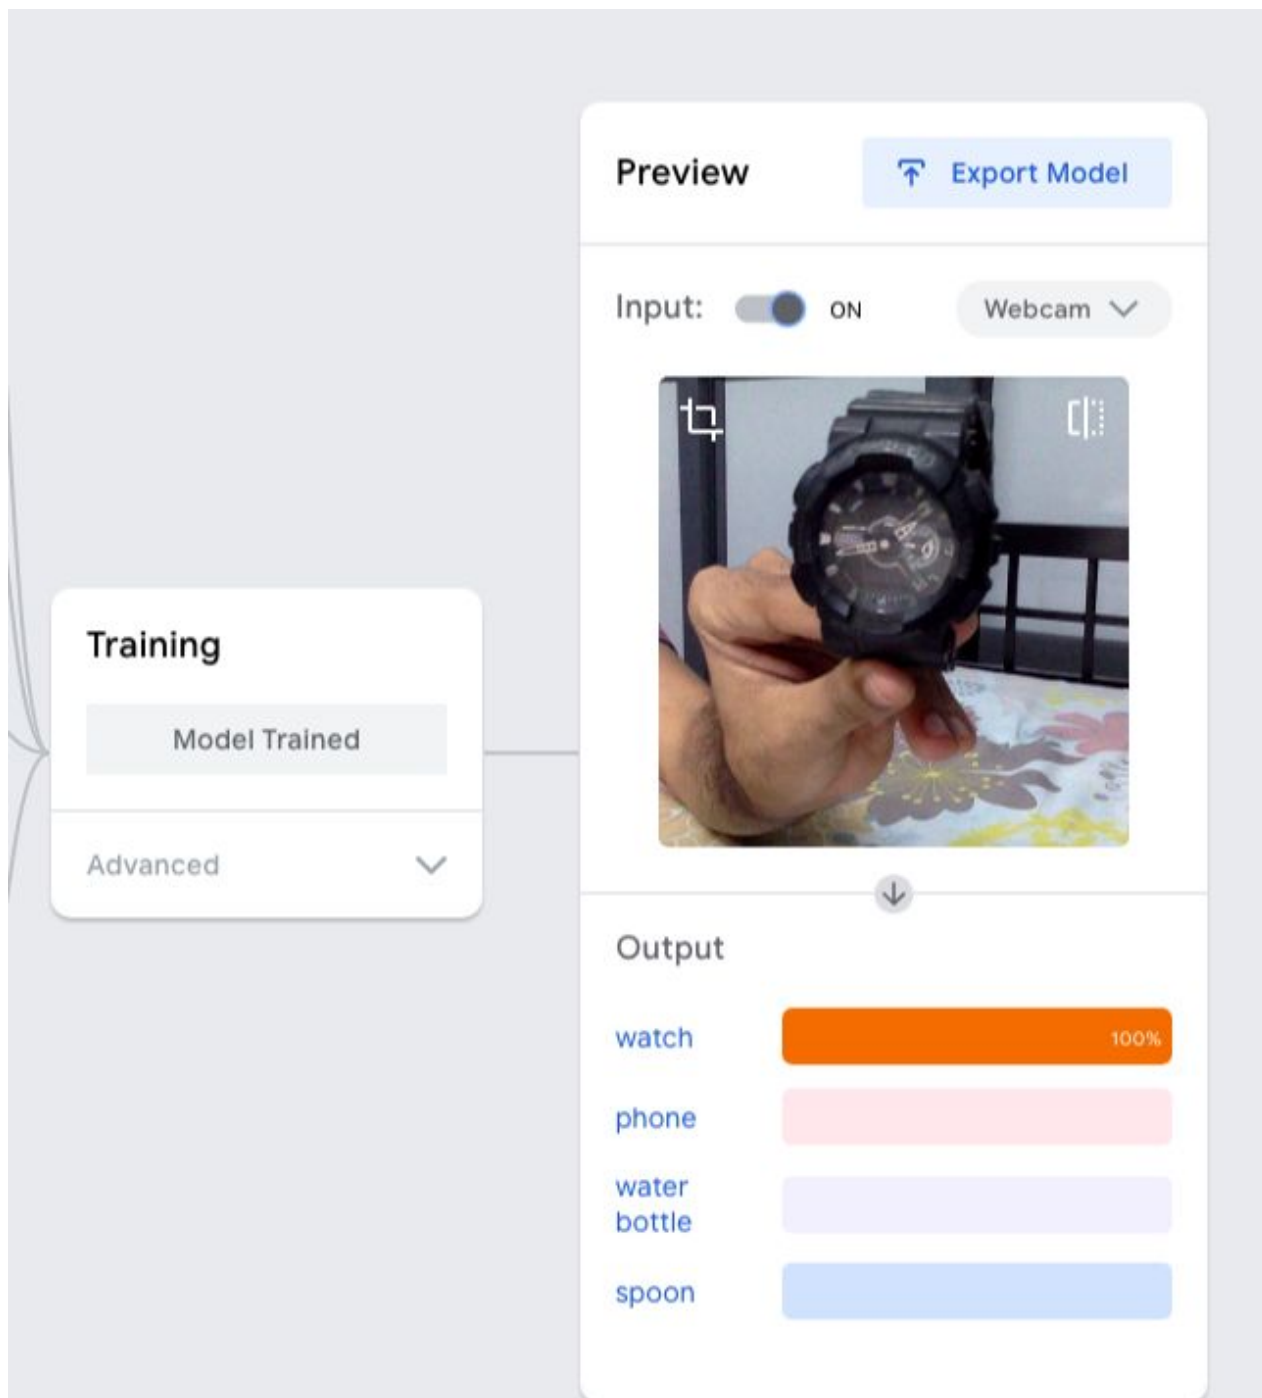 Preview
Export Model
Input:
ON
Webcam
Training
Model Trained
Advanced
Output
watch
100%
phone
water
bottle
spoon